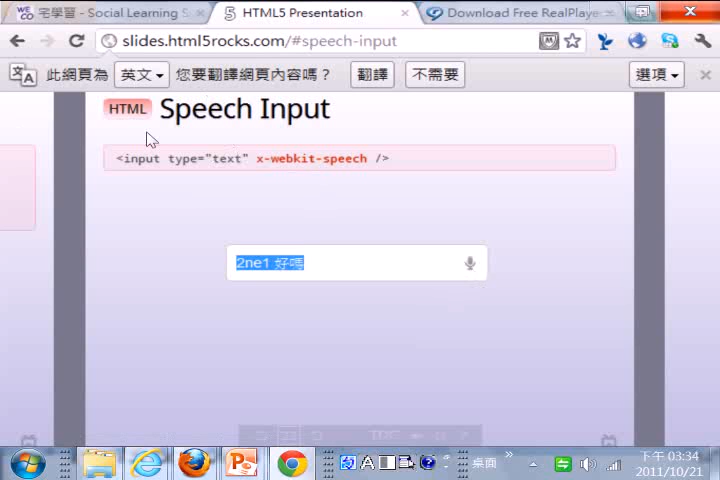 宅學習 - Social Learning S
HTML5 Presentation
Download Free RealPlaye
slides.html5rocks.com/#speech-input
此網頁為 英文 您要翻譯網頁內容嗎？ 翻譯 不需要 選項
HTML Speech Input
<input type="text" x-webkit-speech />
2ne1 好嗎
桌面
下午 03:34
2011/10/21